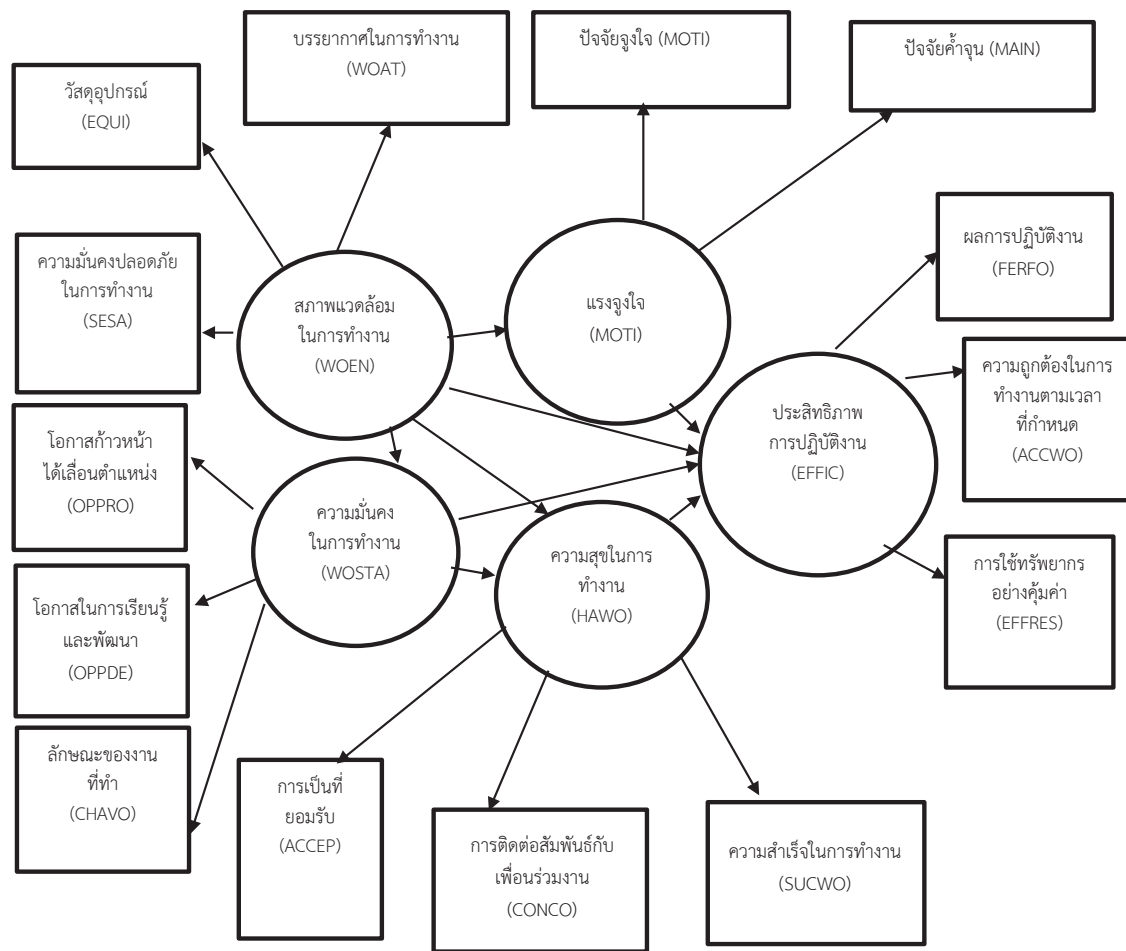 บรรยากาศในการทำงาน
(WOAT)
ปัจจัยจูงใจ (MOTI)
ปัจจัยค้ำจุน (MAIN)
วัสดุอุปกรณ์
(EQUI)
ความมั่นคงปลอดภัย
ในการทำงาน
(SESA)
สภาพแวดล้อม
ในการทำงาน
(WOEN)
แรงจูงใจ
(MOTI)
ผลการปฏิบัติงาน
(FERFO)
ความถูกต้องในการ
ทำงานตามเวลา
ที่กำหนด
(ACCWO)
ประสิทธิภาพ
การปฏิบัติงาน
(EFFIC)
โอกาสก้าวหน้า
ได้เลื่อนตำแหน่ง
(OPPRO)
ความมั่นคง
ในการทำงาน
(WOSTA)
ความสุขในการ
ทำงาน
(HAWO)
การใช้ทรัพยากร
อย่างคุ้มค่า
(EFFRES)
โอกาสในการเรียนรู้
และพัฒนา
(OPPDE)
ลักษณะของงาน
ที่ทำ
(CHAVO)
การเป็นที่
ยอมรับ
(ACCEP)
การติดต่อสัมพันธ์กับ
เพื่อนร่วมงาน
(CONCO)
ความสำเร็จในการทำงาน
(SUCWO)